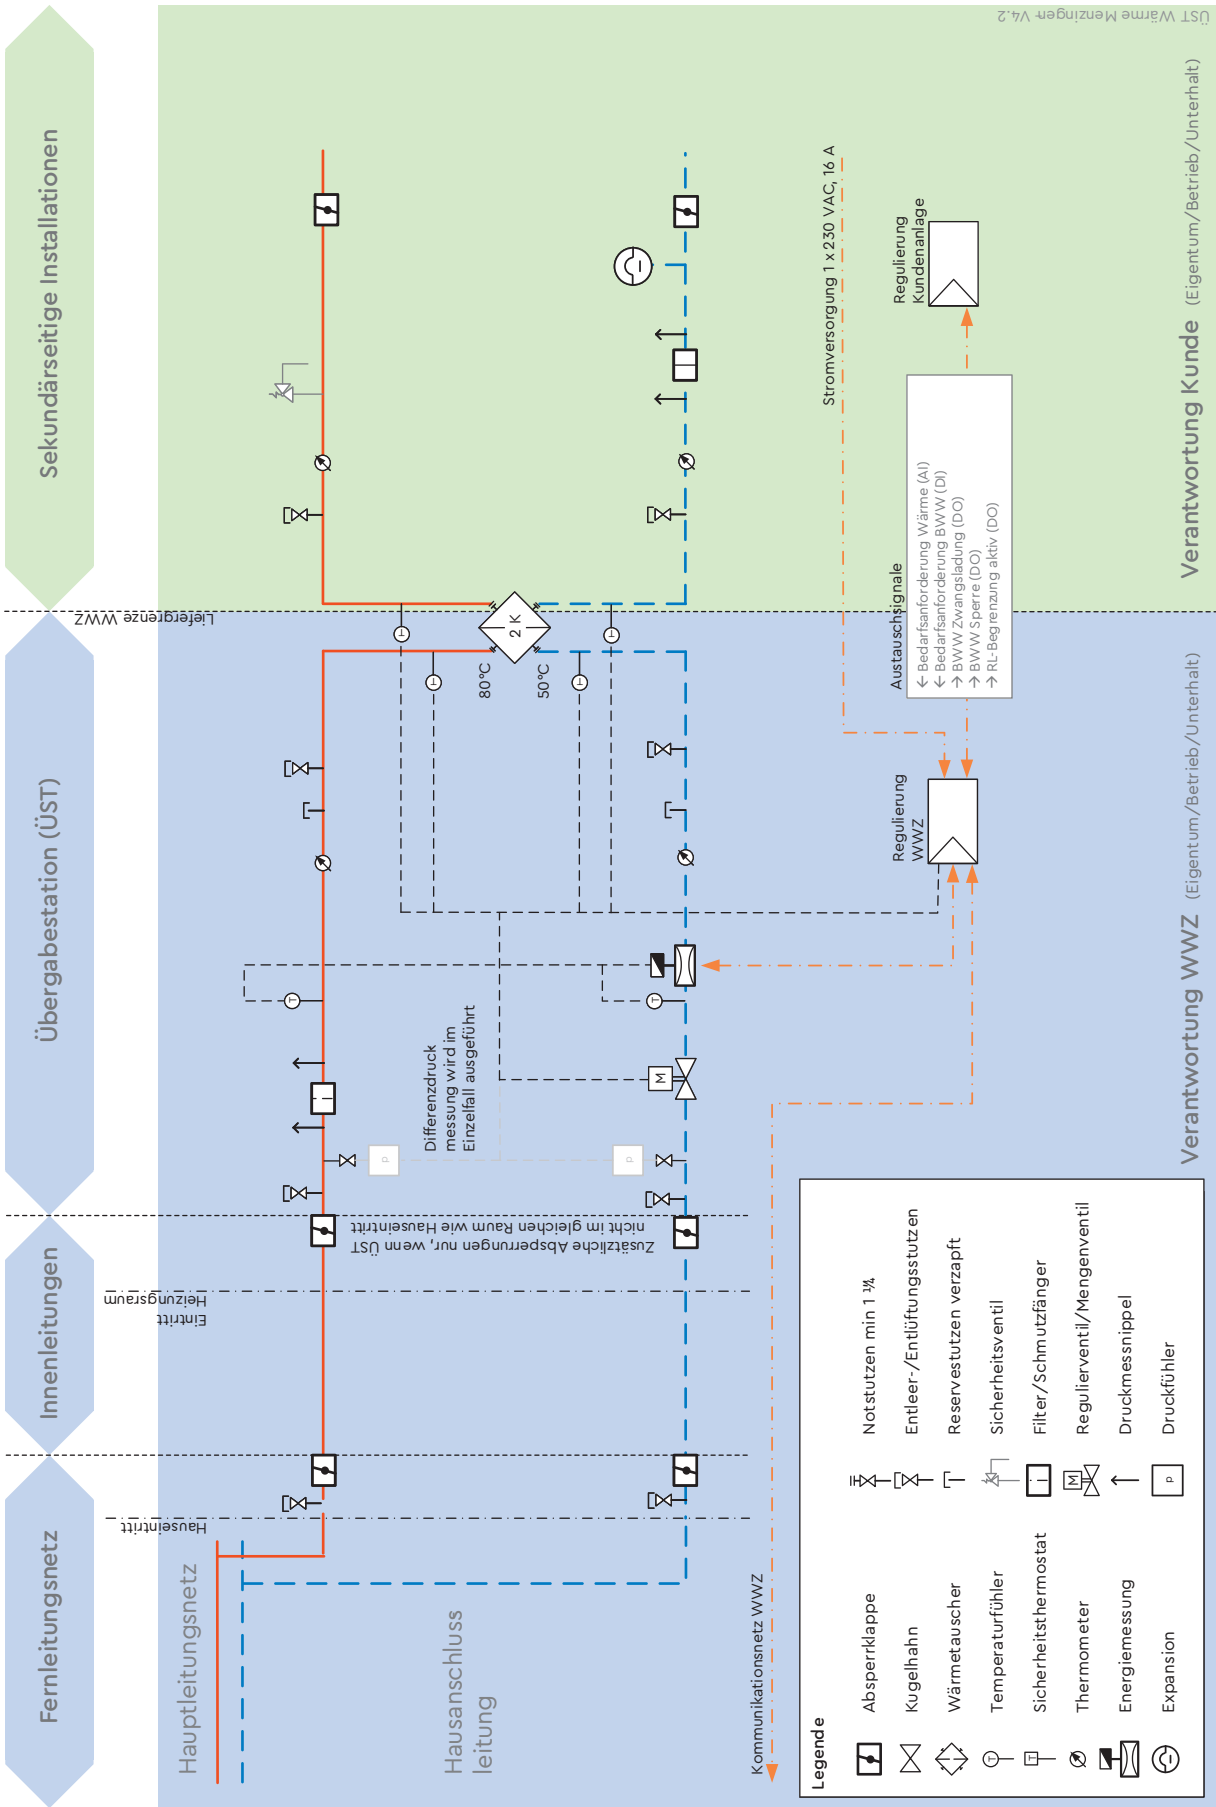 Fernleitungsnetz
Innenleitungen
Übergabestation (ÜST)
Sekundärseitige Installationen
Hauseintritt
Eintritt
Heizungsraum
Liefergrenze WWZ
Hauptleitungsnetz
Hausanschluss
leitung
Zusätzliche Absperrungen nur, wenn ÜST
nicht im gleichen Raum wie Hauseintritt
Differenzdruck
messung wird im
Einzelfall ausgeführt
p
p
M
T
T
T
T
T
T
80°C
50°C
2 K
Kommunikationsnetz WWZ
Stromversorgung 1 x 230 VAC, 16 A
Regulierung
WWZ
Austauschsignale
← Bedarfsanforderung Wärme (AI)
← Bedarfsanforderung BWW (DI)
→ BWW Zwangsladung (DO)
→ BWW Sperre (DO)
→ RL-Begrenzung aktiv (DO)
Regulierung
Kundenanlage
Verantwortung WWZ (Eigentum/Betrieb/Unterhalt)
Verantwortung Kunde (Eigentum/Betrieb/Unterhalt)
Legende
Absperrklappe
Kugelhahn
Wärmetauscher
T Temperaturfühler
T Sicherheitsthermostat
Thermometer
Energiemessung
Expansion
Notstutzen min 1 ¼
Entleer-/Entlüftungsstutzen
Reservestutzen verzapft
Sicherheitsventil
Filter/Schmutzfänger
M Regulierventil/Mengenventil
Druckmessnippel
p Druckfühler
ÜST Wärme Menzingen V4.2